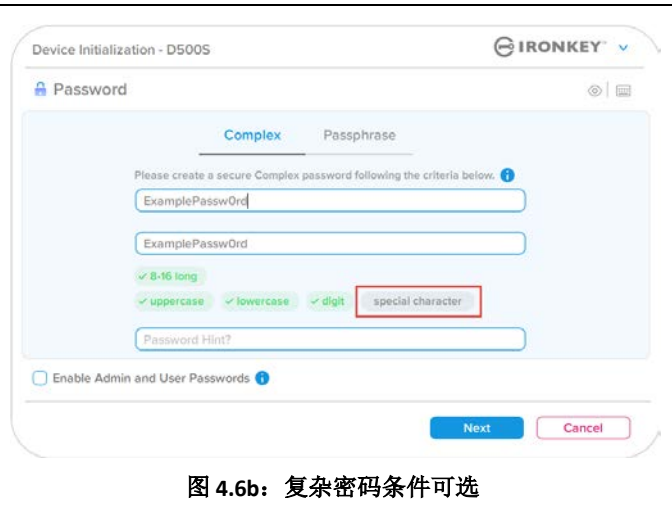 Device Initialization - D500S
IRONKEY
Password
Complex Passphrase
Please create a secure Complex password following the criteria below.
ExamplePassw0rd
ExamplePassw0rd
✓ 8-16 long
✓ uppercase ✓ lowercase ✓ digit special character
Password Hint?
Enable Admin and User Passwords
Next Cancel
图 4.6b：复杂密码条件可选